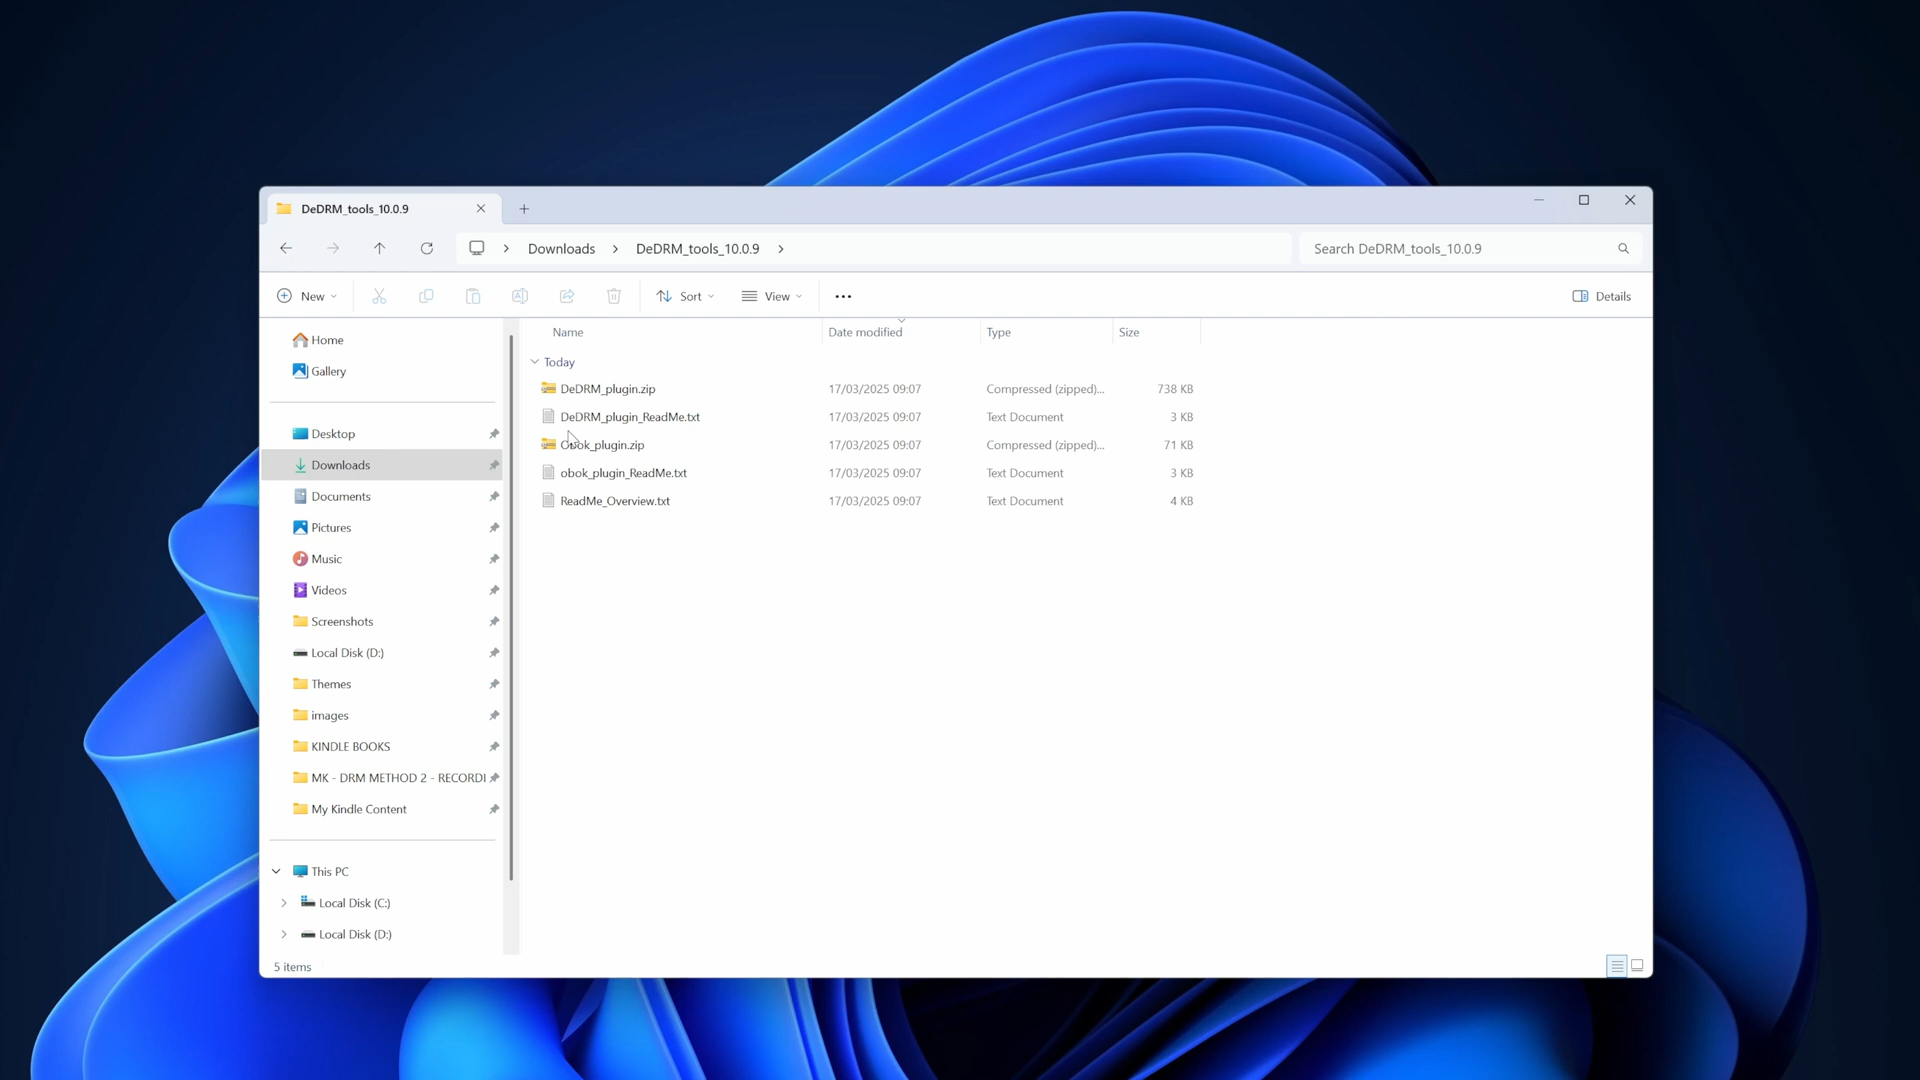 DeDRM_tools_10.0.9
Downloads DeDRM_tools_10.0.9
Search DeDRM_tools_10.0.9
New Sort View Details
Name Date modified Type Size
Today
DeDRM_plugin.zip 17/03/2025 09:07 Compressed (zipped)... 738 KB
DeDRM_plugin_ReadMe.txt 17/03/2025 09:07 Text Document 3 KB
Obok_plugin.zip 17/03/2025 09:07 Compressed (zipped)... 71 KB
obok_plugin_ReadMe.txt 17/03/2025 09:07 Text Document 3 KB
ReadMe_Overview.txt 17/03/2025 09:07 Text Document 4 KB
Home
Gallery
Desktop
Downloads
Documents
Pictures
Music
Videos
Screenshots
Local Disk (D:)
Themes
images
KINDLE BOOKS
MK - DRM METHOD 2 - RECORDI
My Kindle Content
This PC
Local Disk (C:)
Local Disk (D:)
5 items